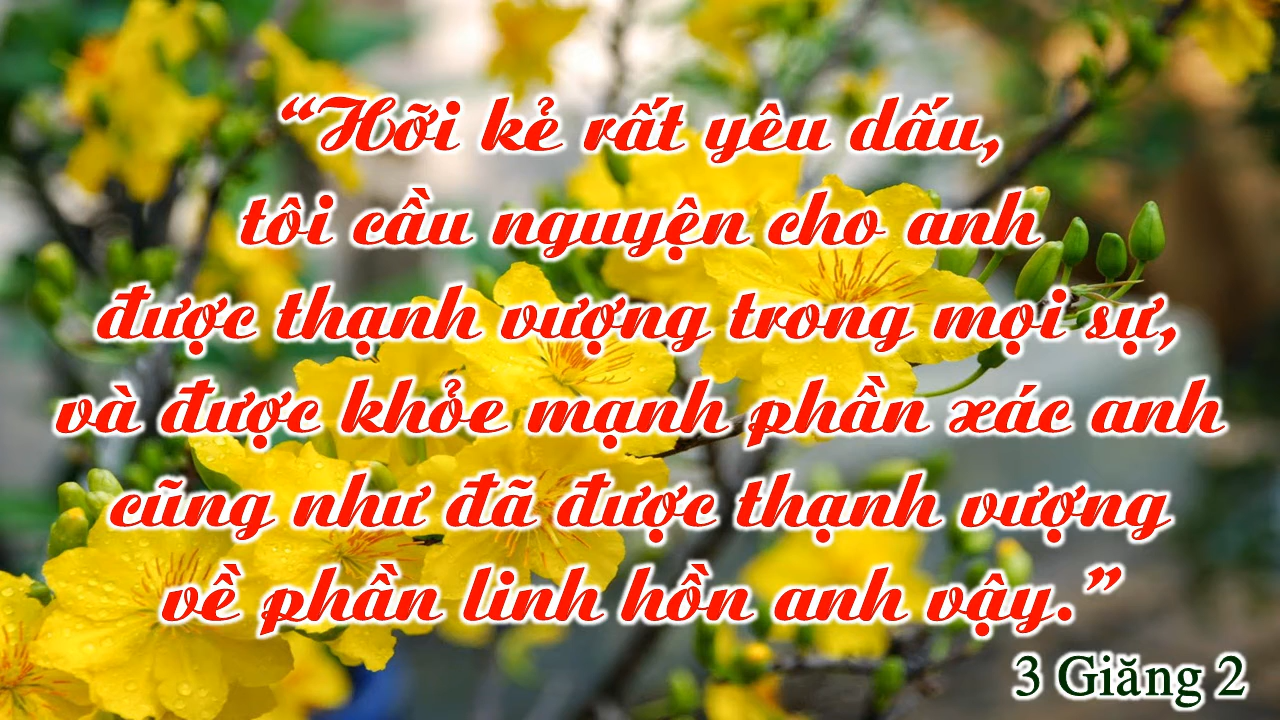 “Hỡi kẻ rất yêu dấu,
tôi cầu nguyện cho anh
được thạnh vượng trong mọi sự,
và được khỏe mạnh phần xác anh
cũng như đã được thạnh vượng
về phần linh hồn anh vậy.”
3 Giăng 2